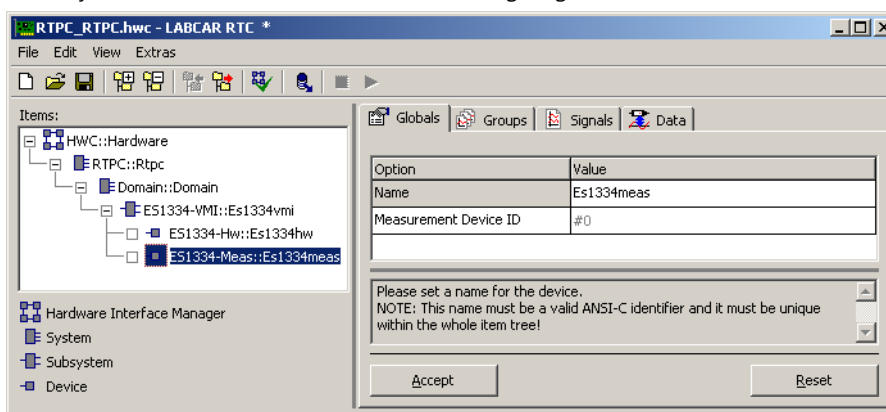 RTPC_RTPC.hwc - LABCAR RTC *
File Edit View Extras
Items:
HWC::Hardware
RTPC::Rtpc
Domain::Domain
ES1334-VMI::Es1334vmi
ES1334-Hw::Es1334hw
ES1334-Meas::Es1334meas
Hardware Interface Manager
System
Subsystem
Device
Globals Groups Signals Data
Option Value
Name Es1334meas
Measurement Device ID #0
Please set a name for the device.
NOTE: This name must be a valid ANSI-C identifier and it must be unique
within the whole item tree!
Accept Reset